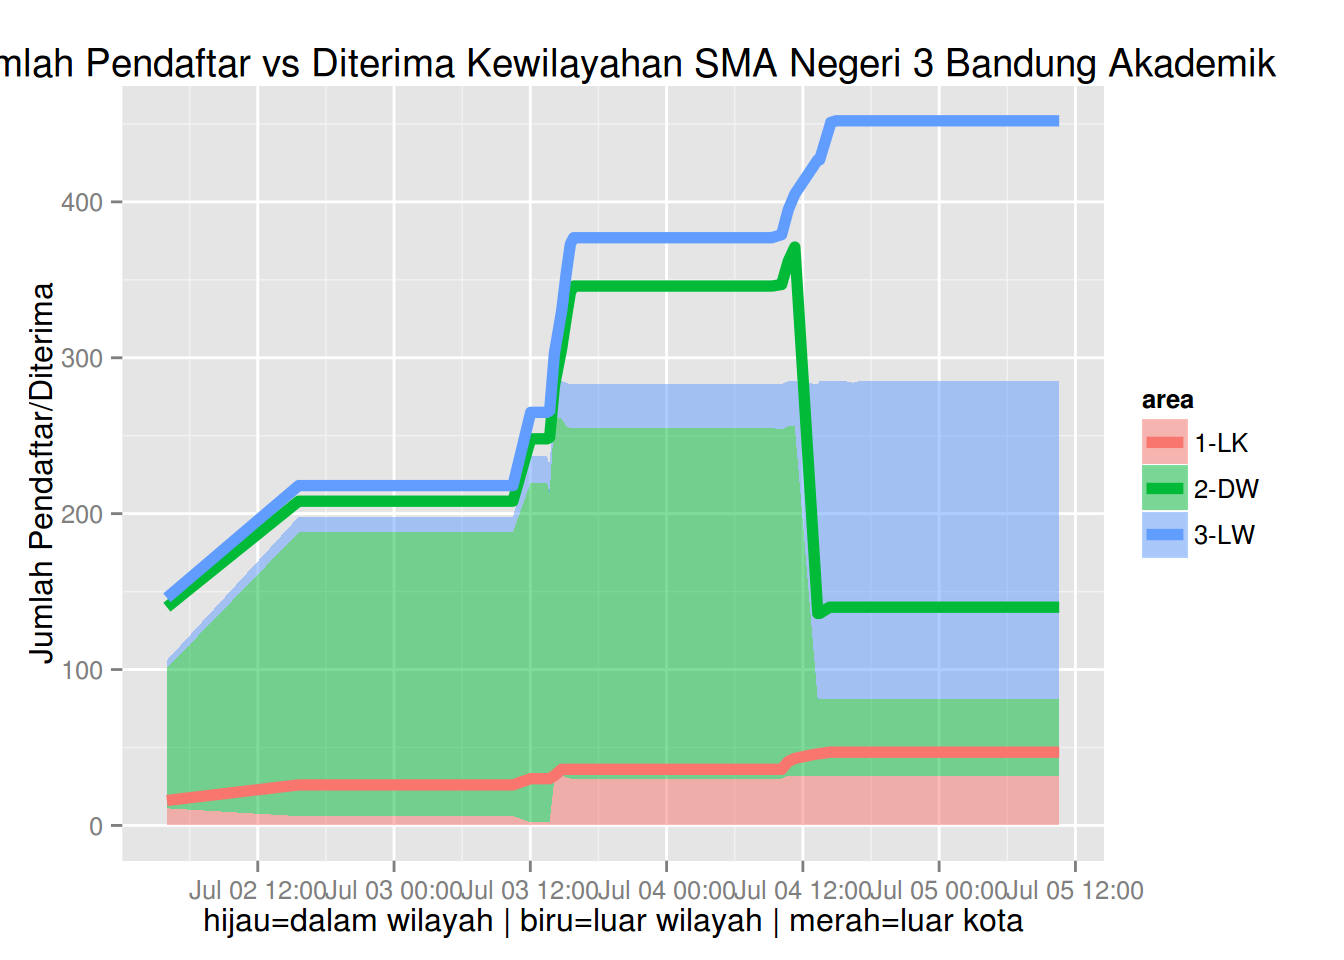 mlah Pendaftar vs Diterima Kewilayahan SMA Negeri 3 Bandung Akademik
Jumlah Pendaftar/Diterima
400
300
200
100
0
Jul 02 12:00 Jul 03 00:00 Jul 03 12:00 Jul 04 00:00 Jul 04 12:00 Jul 05 00:00 Jul 05 12:00
hijau=dalam wilayah | biru=luar wilayah | merah=luar kota
area
1-LK
2-DW
3-LW